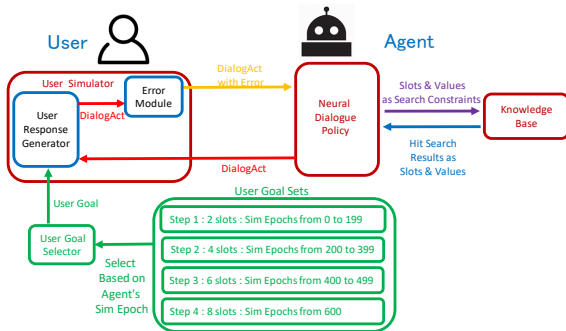 User
Agent
User Simulator
User
Response
Generator
DialogAct
Error
Module
DialogAct
with Error
Neural
Dialogue
Policy
Slots & Values
as Search Constraints
Knowledge
Base
Hit Search
Results as
Slots & Values
DialogAct
User Goal
User Goal
Selector
Select
Based on
Agent's
Sim Epoch
User Goal Sets
Step 1 : 2 slots : Sim Epochs from 0 to 199
Step 2 : 4 slots : Sim Epochs from 200 to 399
Step 3 : 6 slots : Sim Epochs from 400 to 499
Step 4 : 8 slots : Sim Epochs from 600